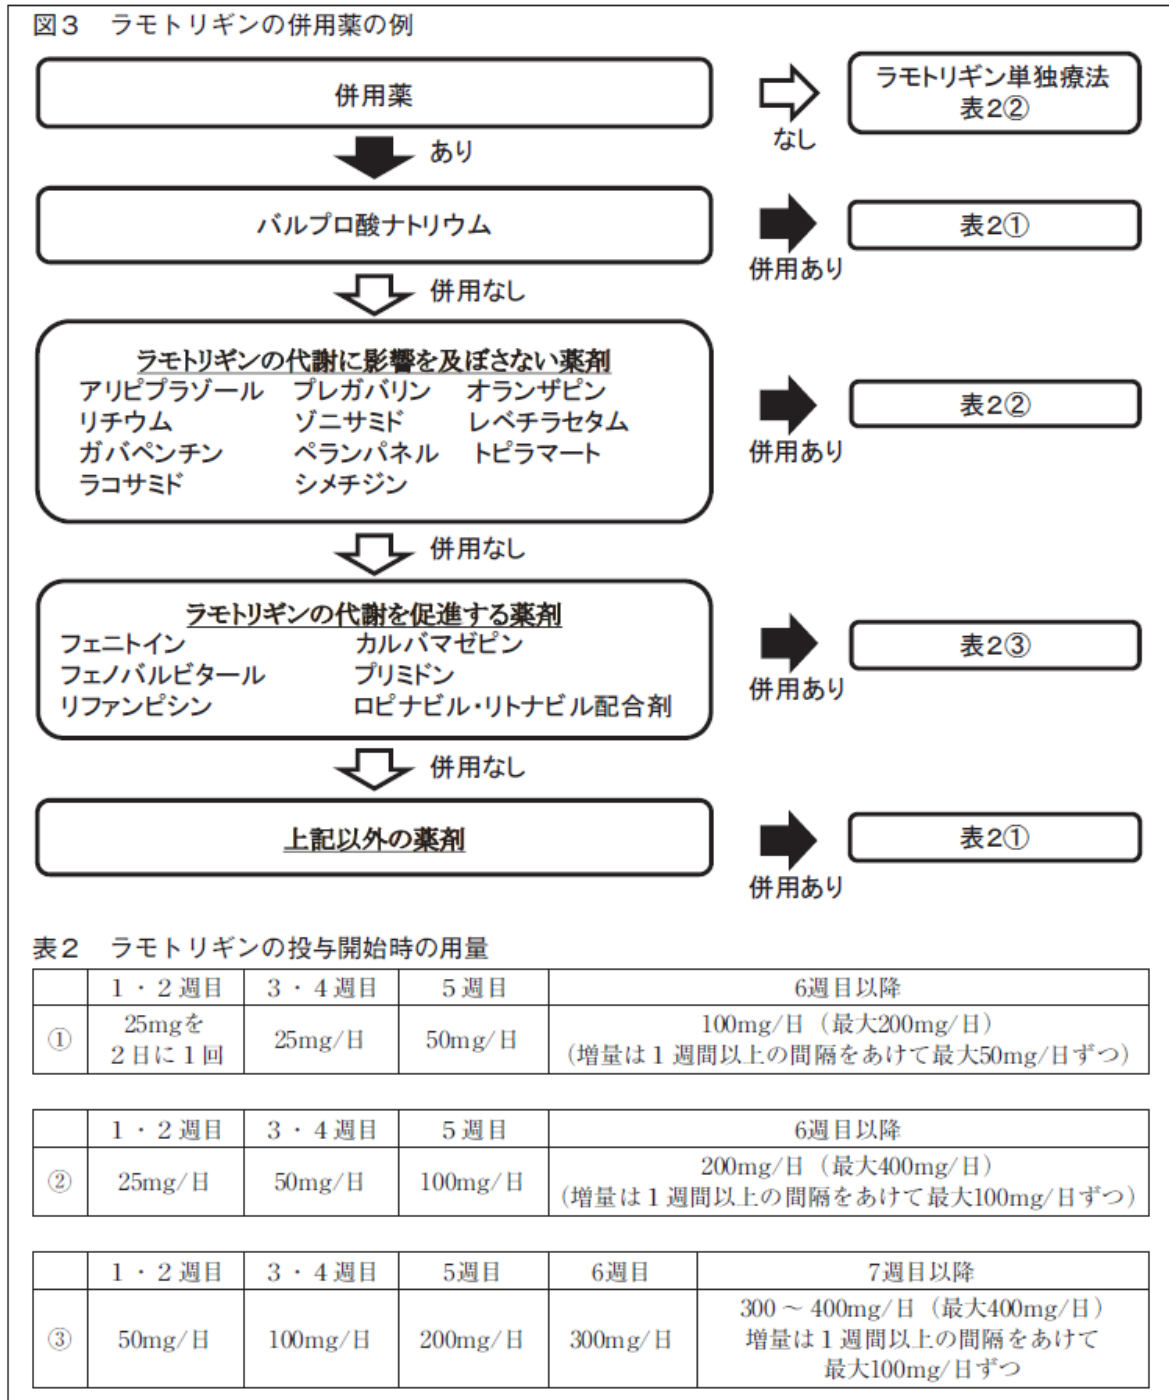 図３　ラモトリギンの併用薬の例
併用薬
なし
ラモトリギン単独療法
表２②
あり
バルプロ酸ナトリウム
併用あり
表２①
併用なし
ラモトリギンの代謝に影響を及ぼさない薬剤
アリピプラゾール　プレガバリン　オランザピン
リチウム　ゾニサミド　レベチラセタム
ガバペンチン　ペランパネル　トピラマート
ラコサミド　シメチジン
併用あり
表２②
併用なし
ラモトリギンの代謝を促進する薬剤
フェニトイン　カルバマゼピン
フェノバルビタール　プリミドン
リファンピシン　ロピナビル・リトナビル配合剤
併用あり
表２③
併用なし
上記以外の薬剤
併用あり
表２①
表２　ラモトリギンの投与開始時の用量
１・２週目　３・４週目　５週目　6週目以降
①　25mgを２日に１回　25mg/日　50mg/日　100mg/日（最大200mg/日）
（増量は１週間以上の間隔をあけて最大50mg/日ずつ）
１・２週目　３・４週目　５週目　6週目以降
②　25mg/日　50mg/日　100mg/日　200mg/日（最大400mg/日）
（増量は１週間以上の間隔をあけて最大100mg/日ずつ）
１・２週目　３・４週目　5週目　6週目　7週目以降
③　50mg/日　100mg/日　200mg/日　300mg/日　300～400mg/日（最大400mg/日）
増量は１週間以上の間隔をあけて
最大100mg/日ずつ